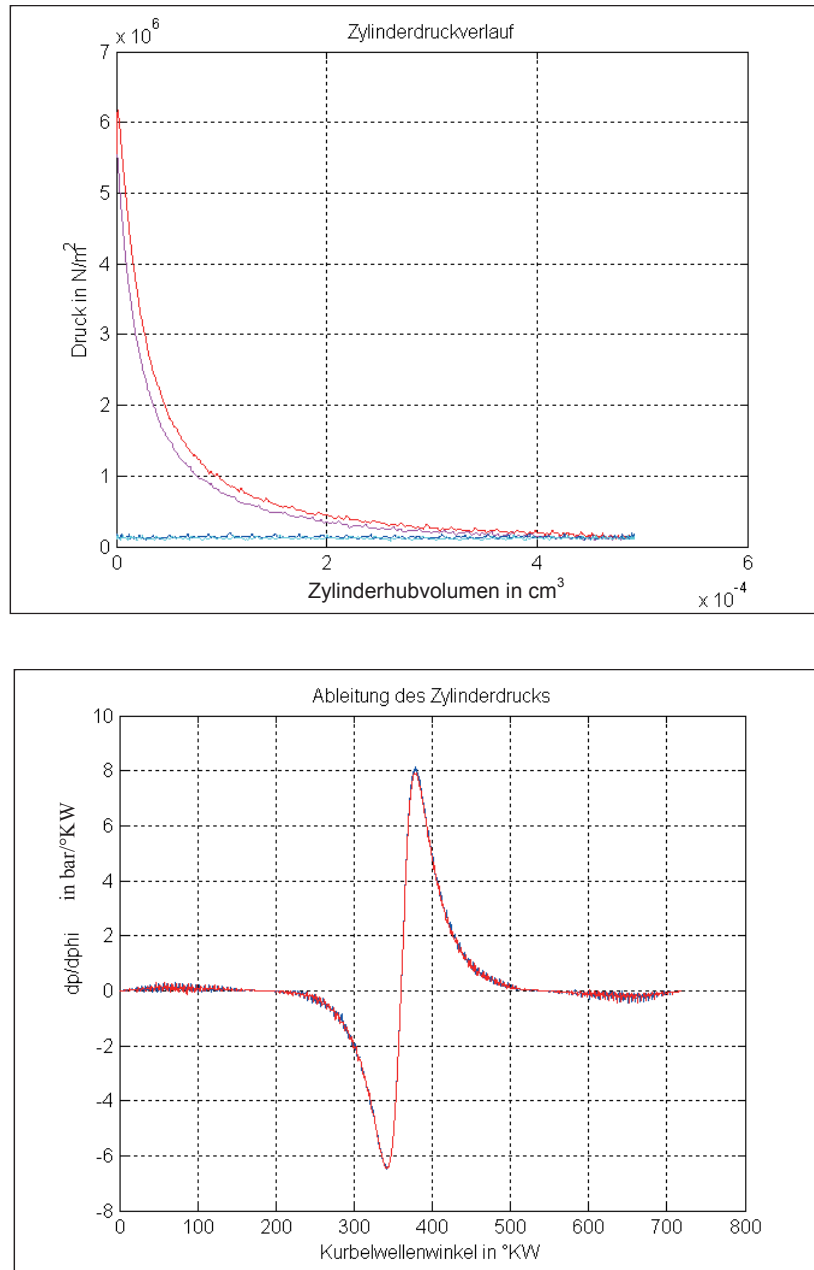 Zylinderdruckverlauf
x 10^6
7
6
5
4
3
2
1
0
Druck in N/m^2
0 2 4 6
Zylinderhubvolumen in cm^3
x 10^-4
Ableitung des Zylinderdrucks
10
8
6
4
2
0
-2
-4
-6
-8
dp/dphi in bar/°KW
0 100 200 300 400 500 600 700 800
Kurbelwellenwinkel in °KW